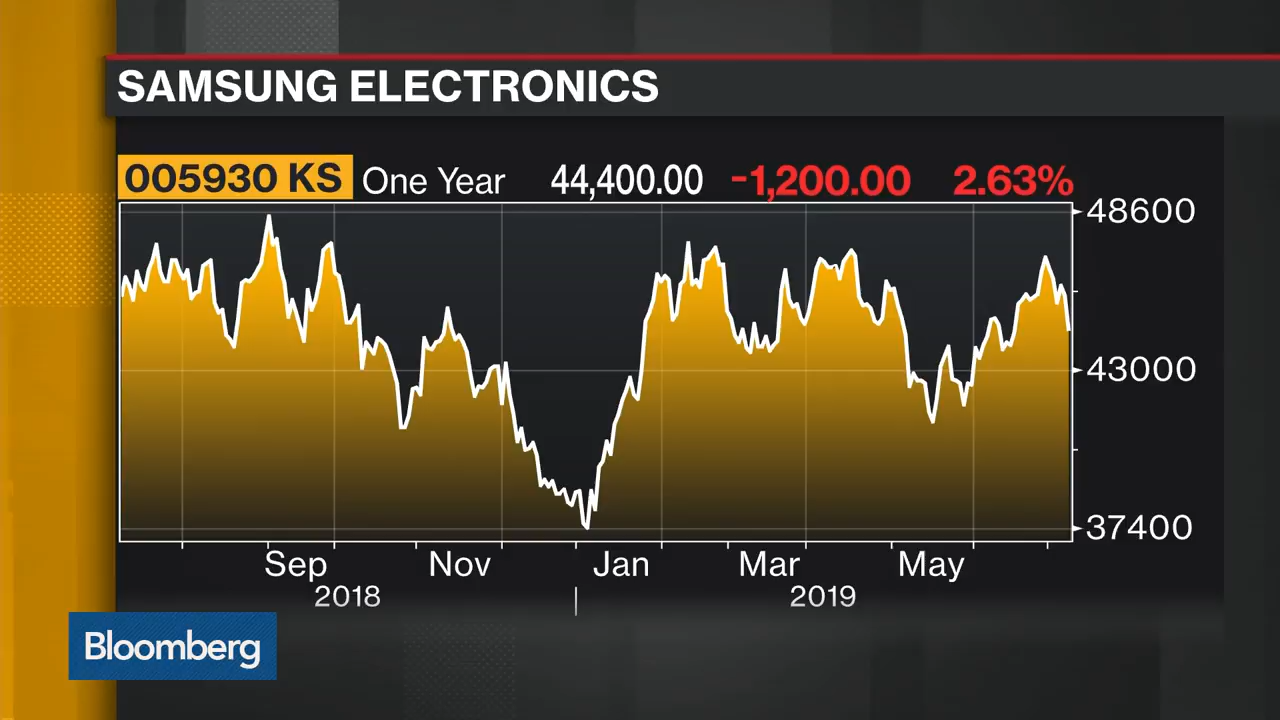 SAMSUNG ELECTRONICS
005930 KS One Year 44,400.00 -1,200.00 2.63%
48600
43000
37400
Sep Nov Jan Mar May
2018 2019
Bloomberg